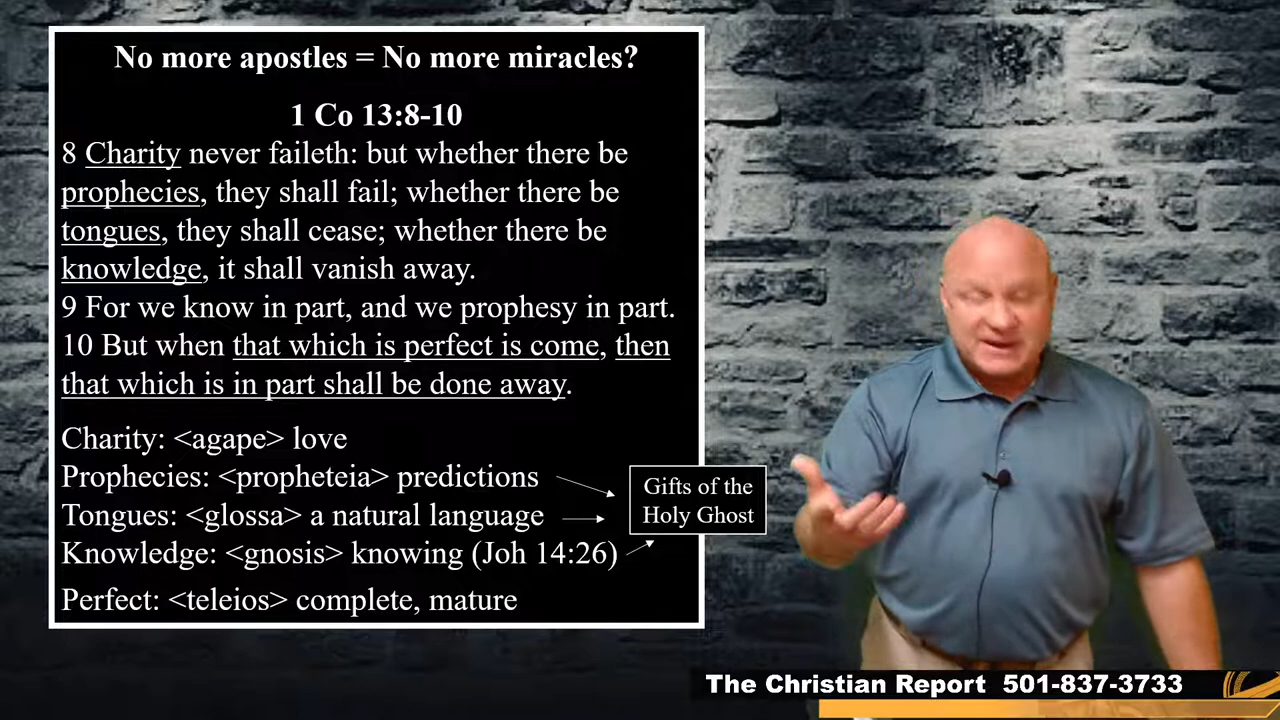 No more apostles = No more miracles?
1 Co 13:8-10
8 Charity never faileth: but whether there be
prophecies, they shall fail; whether there be
tongues, they shall cease; whether there be
knowledge, it shall vanish away.
9 For we know in part, and we prophesy in part.
10 But when that which is perfect is come, then
that which is in part shall be done away.
Charity: <agape> love
Prophecies: <propheteia> predictions
Tongues: <glossa> a natural language
Knowledge: <gnosis> knowing (Joh 14:26)
Perfect: <teleios> complete, mature
Gifts of the
Holy Ghost
The Christian Report 501-837-3733